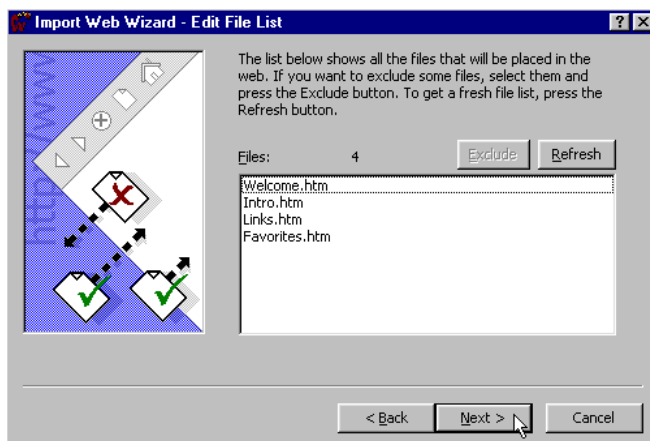 Import Web Wizard - Edit File List
http://www
The list below shows all the files that will be placed in the
web. If you want to exclude some files, select them and
press the Exclude button. To get a fresh file list, press the
Refresh button.
Files: 4 Exclude Refresh
Welcome.htm
Intro.htm
Links.htm
Favorites.htm
< Back Next > Cancel